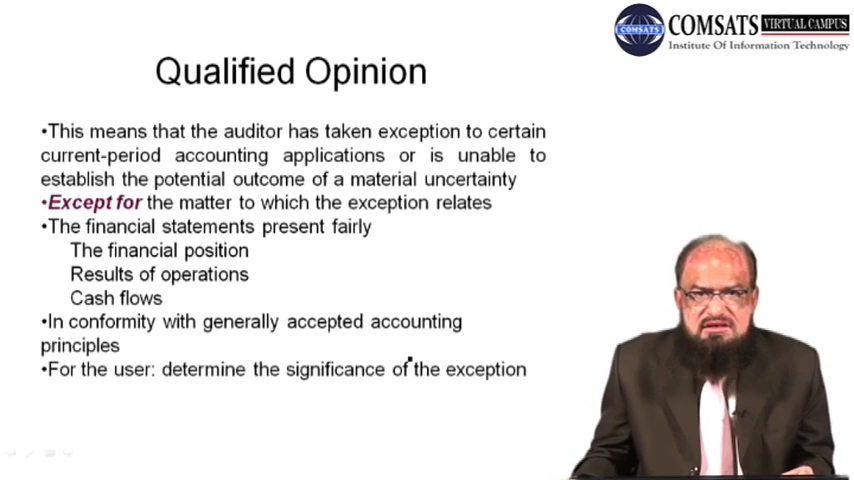 COMSATS VIRTUAL CAMPUS
Institute Of Information Technology
COMSATS
Qualified Opinion
•This means that the auditor has taken exception to certain
current-period accounting applications or is unable to
establish the potential outcome of a material uncertainty
•Except for the matter to which the exception relates
•The financial statements present fairly
The financial position
Results of operations
Cash flows
•In conformity with generally accepted accounting
principles
•For the user: determine the significance of the exception